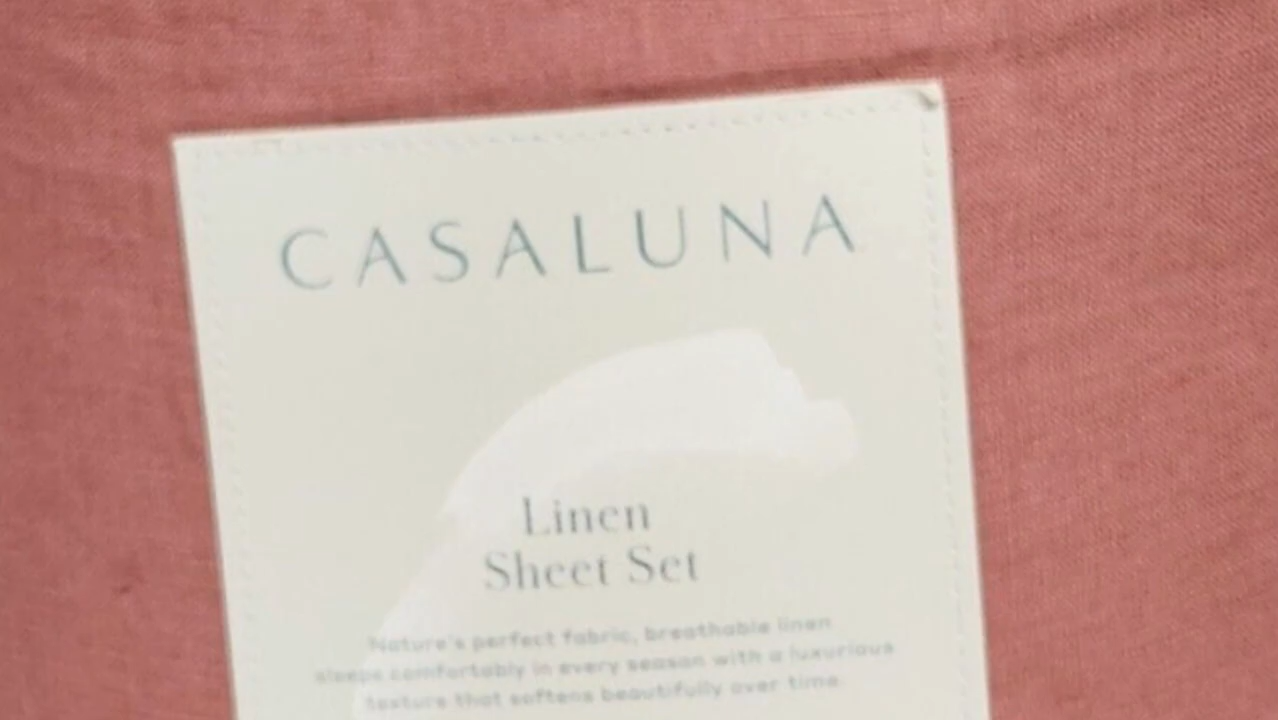 CASALUNA
Linen
Sheet Set
Nature's perfect fabric, breathable linen
sleeps comfortably in every season with a luxurious
texture that softens beautifully over time.